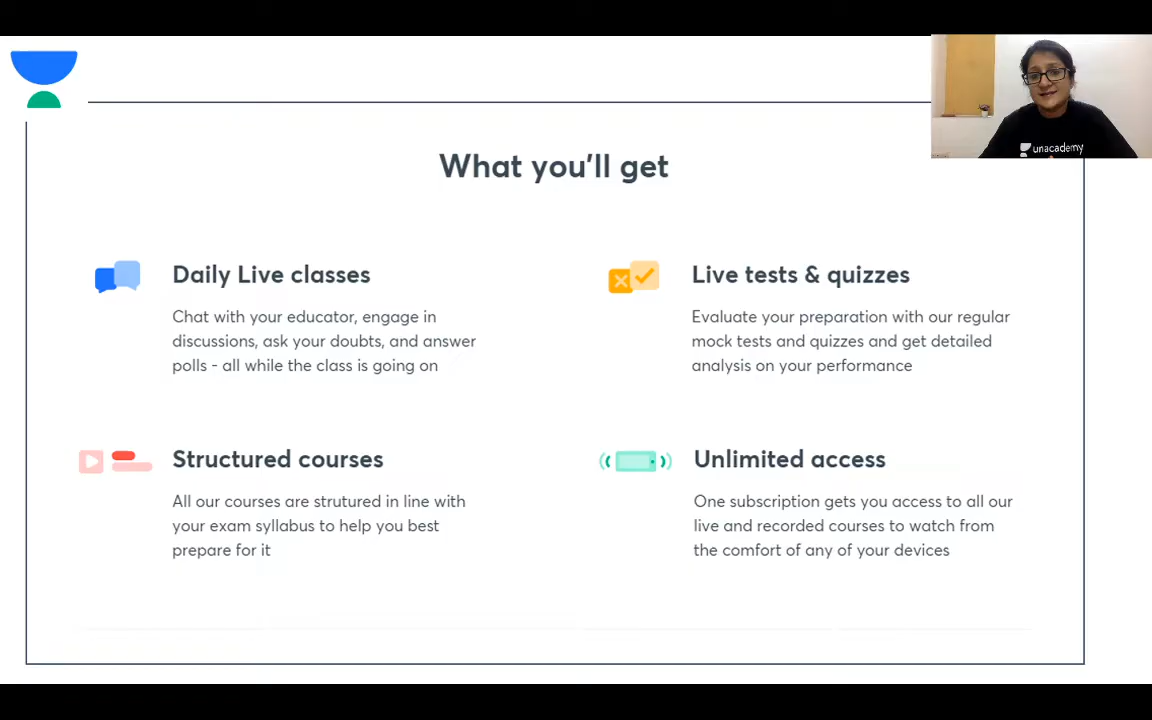 unacademy
What you'll get
Daily Live classes
Chat with your educator, engage in
discussions, ask your doubts, and answer
polls - all while the class is going on
Live tests & quizzes
Evaluate your preparation with our regular
mock tests and quizzes and get detailed
analysis on your performance
Structured courses
All our courses are strutured in line with
your exam syllabus to help you best
prepare for it
Unlimited access
One subscription gets you access to all our
live and recorded courses to watch from
the comfort of any of your devices